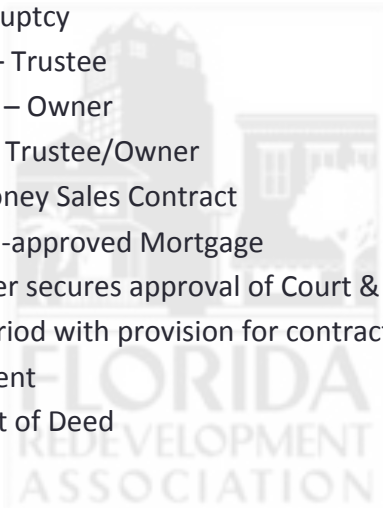 uptcy
– Trustee
– Owner
Trustee/Owner
oney Sales Contract
-approved Mortgage
er secures approval of Court &
riod with provision for contract
ent
t of Deed
FLORIDA
REDEVELOPMENT
ASSOCIATION